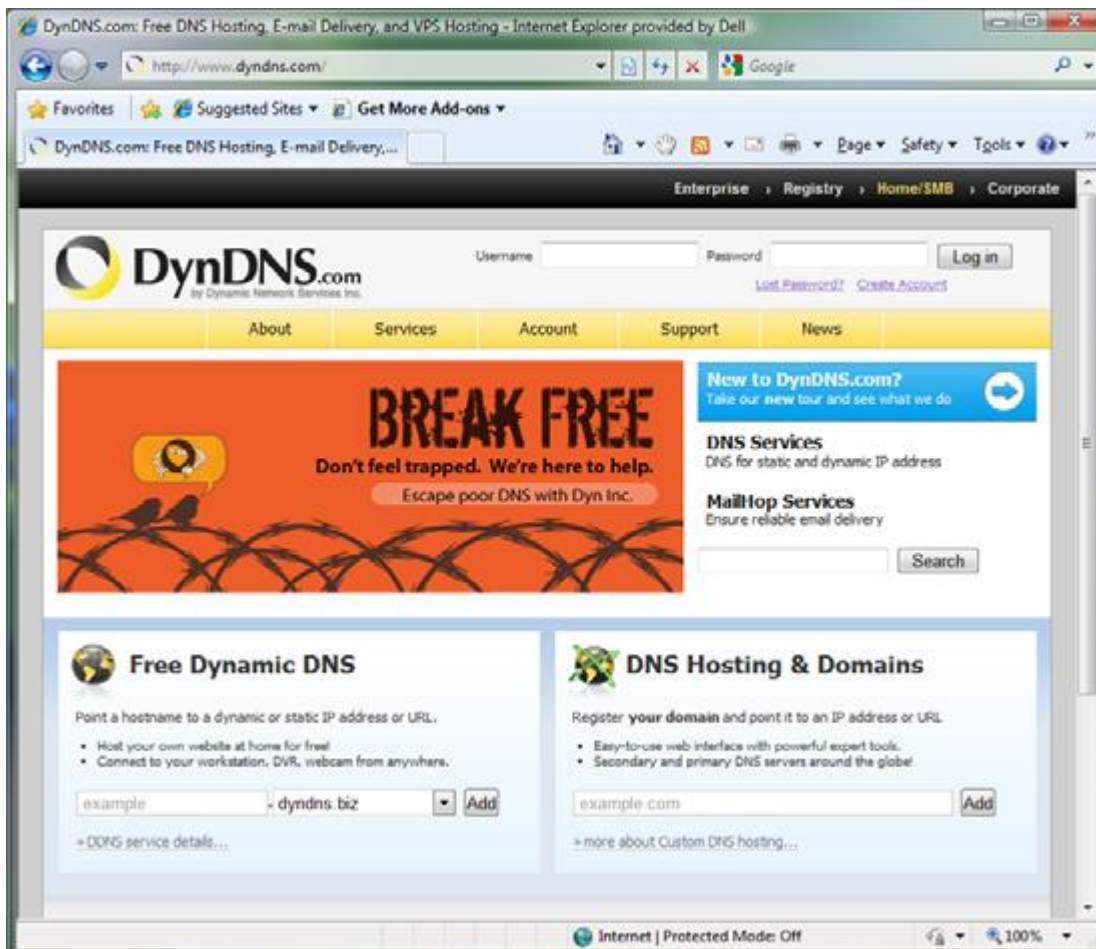 DynDNS.com: Free DNS Hosting, E-mail Delivery, and VPS Hosting - Internet Explorer provided by Dell
http://www.dyndns.com/
Google
Favorites Suggested Sites Get More Add-ons
DynDNS.com: Free DNS Hosting, E-mail Delivery,...
Page Safety Tools
Enterprise › Registry › Home/SMB › Corporate
DynDNS.com
by Dynamic Network Services Inc.
Username Password Log in
Lost Password? Create Account
About Services Account Support News
BREAK FREE
Don't feel trapped. We're here to help.
Escape poor DNS with Dyn Inc.
New to DynDNS.com?
Take our new tour and see what we do
DNS Services
DNS for static and dynamic IP address
MailHop Services
Ensure reliable email delivery
Search
Free Dynamic DNS
Point a hostname to a dynamic or static IP address or URL.
• Host your own website at home for free!
• Connect to your workstation, DVR, webcam from anywhere.
example . dyndns.biz Add
» DDNS service details...
DNS Hosting & Domains
Register your domain and point it to an IP address or URL
• Easy-to-use web interface with powerful expert tools.
• Secondary and primary DNS servers around the globe!
example.com Add
» more about Custom DNS hosting...
Internet | Protected Mode: Off 100%